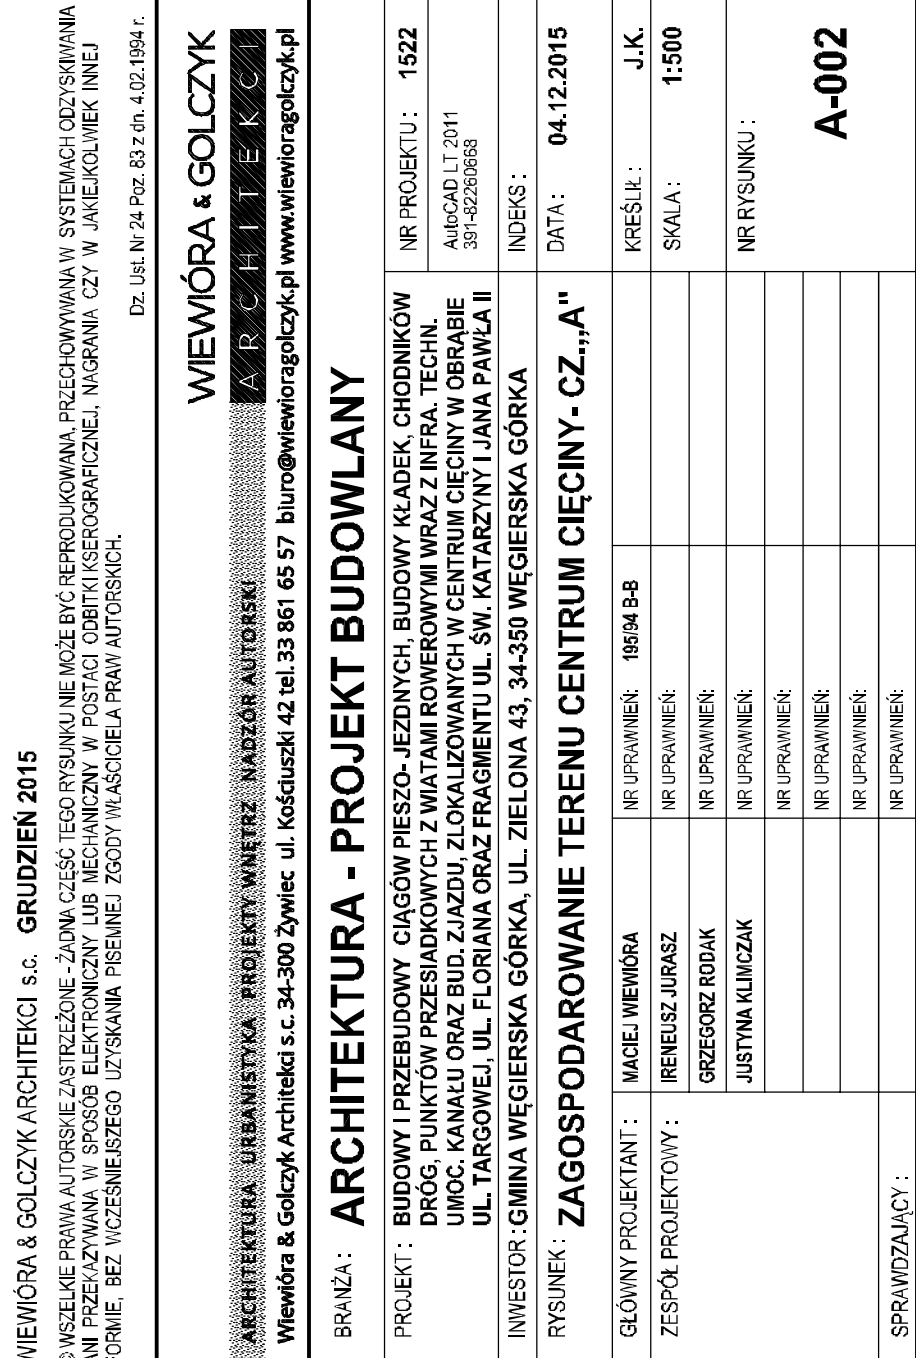 WIEWIÓRA & GOLCZYK ARCHITEKCI s.c. GRUDZIEŃ 2015
© WSZELKIE PRAWA AUTORSKIE ZASTRZEŻONE - ŻADNA CZĘŚĆ TEGO RYSUNKU NIE MOŻE BYĆ REPRODUKOWANA, PRZECHOWYWANA W SYSTEMACH ODZYSKIWANIA
ANI PRZEKAZYWANA W SPOSÓB ELEKTRONICZNY LUB MECHANICZNY W POSTACI ODBITKI KSEROGRAFICZNEJ, NAGRANIA CZY W JAKIEJKOLWIEK INNEJ
FORMIE, BEZ WCZEŚNIEJSZEGO UZYSKANIA PISEMNEJ ZGODY WŁAŚCICIELA PRAW AUTORSKICH.
Dz. Ust. Nr 24 Poz. 83 z dn. 4.02.1994 r.
WIEWIÓRA & GOLCZYK
ARCHITEKTURA URBANISTYKA PROJEKTY WNĘTRZ NADZÓR AUTORSKI ARCHITEKCI
Wiewióra & Golczyk Architekci s.c. 34-300 Żywiec ul. Kościuszki 42 tel. 33 861 65 57 biuro@wiewioragolczyk.pl www.wiewioragolczyk.pl
BRANŻA : ARCHITEKTURA - PROJEKT BUDOWLANY
PROJEKT : BUDOWY I PRZEBUDOWY CIĄGÓW PIESZO- JEZDNYCH, BUDOWY KŁADEK, CHODNIKÓW
DRÓG, PUNKTÓW PRZESIADKOWYCH Z WIATAMI ROWEROWYMI WRAZ Z INFRA. TECHN.
UMOC. KANAŁU ORAZ BUD. ZJAZDU, ZLOKALIZOWANYCH W CENTRUM CIĘCINY W OBRĄBIE
UL. TARGOWEJ, UL. FLORIANA ORAZ FRAGMENTU UL. ŚW. KATARZYNY I JANA PAWŁA II
NR PROJEKTU : 1522
AutoCAD LT 2011
391-82260668
INWESTOR : GMINA WĘGIERSKA GÓRKA, UL. ZIELONA 43, 34-350 WĘGIERSKA GÓRKA
INDEKS :
RYSUNEK : ZAGOSPODAROWANIE TERENU CENTRUM CIĘCINY- CZ.,,A"
DATA : 04.12.2015
GŁÓWNY PROJEKTANT : MACIEJ WIEWIÓRA NR UPRAWNIEŃ: 195/94 B-B
KREŚLIŁ : J.K.
ZESPÓŁ PROJEKTOWY : IRENEUSZ JURASZ NR UPRAWNIEŃ:
SKALA : 1:500
GRZEGORZ RODAK NR UPRAWNIEŃ:
JUSTYNA KLIMCZAK NR UPRAWNIEŃ:
NR RYSUNKU :
NR UPRAWNIEŃ:
NR UPRAWNIEŃ:
A-002
NR UPRAWNIEŃ:
SPRAWDZAJĄCY : NR UPRAWNIEŃ: